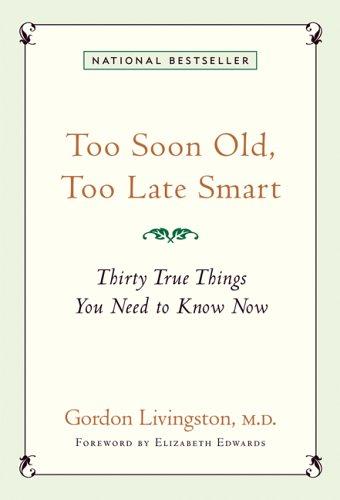 NATIONAL BESTSELLER
Too Soon Old,
Too Late Smart
Thirty True Things
You Need to Know Now
Gordon Livingston, M.D.
Foreword by Elizabeth Edwards